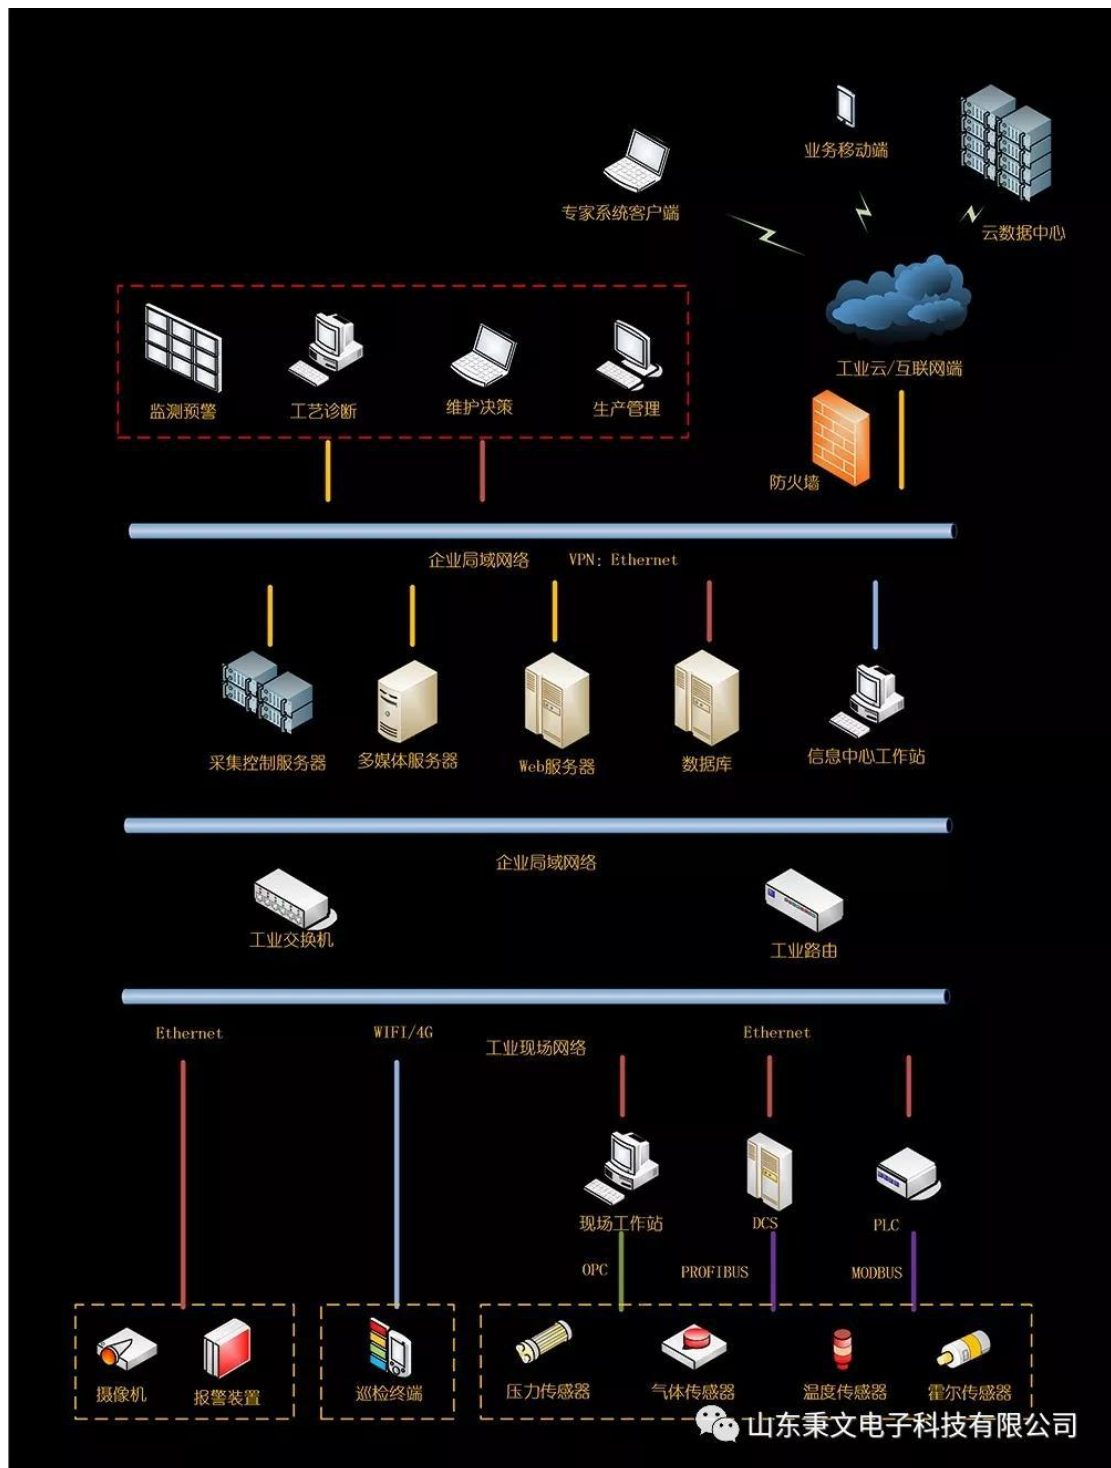 业务移动端
专家系统客户端
云数据中心
工业云/互联网端
监测预警
工艺诊断
维护决策
生产管理
防火墙
企业局域网络 VPN: Ethernet
采集控制服务器
多媒体服务器
Web服务器
数据库
信息中心工作站
企业局域网络
工业交换机
工业路由
Ethernet
WIFI/4G
工业现场网络
Ethernet
现场工作站
DCS
PLC
OPC
PROFIBUS
MODBUS
摄像机
报警装置
巡检终端
压力传感器
气体传感器
温度传感器
霍尔传感器
山东秉文电子科技有限公司